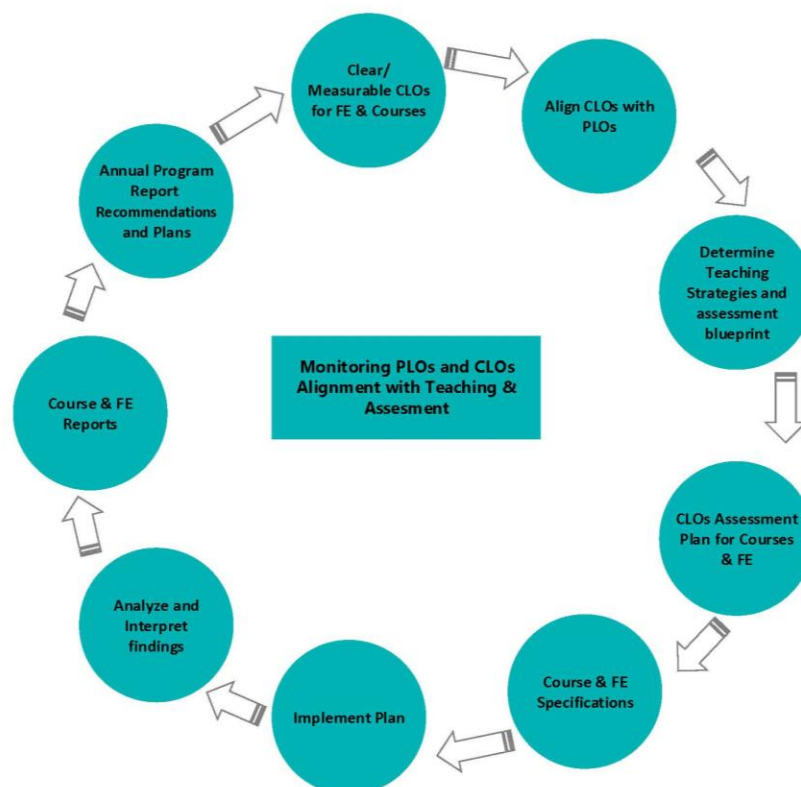 Clear/
Measurable CLOs
for FE & Courses
Align CLOs with
PLOs
Determine
Teaching
Strategies and
assessment
blueprint
CLOs Assessment
Plan for Courses
& FE
Course & FE
Specifications
Implement Plan
Analyze and
Interpret
findings
Course & FE
Reports
Annual Program
Report
Recommendations
and Plans
Monitoring PLOs and CLOs
Alignment with Teaching &
Assesment